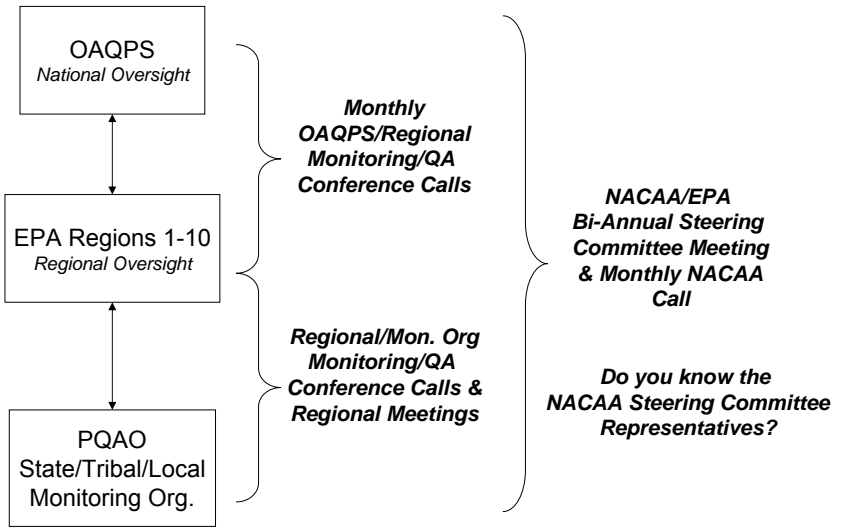 OAQPS
National Oversight
EPA Regions 1-10
Regional Oversight
PQAO
State/Tribal/Local
Monitoring Org.
Monthly
OAQPS/Regional
Monitoring/QA
Conference Calls
Regional/Mon. Org
Monitoring/QA
Conference Calls &
Regional Meetings
NACAA/EPA
Bi-Annual Steering
Committee Meeting
& Monthly NACAA
Call
Do you know the
NACAA Steering Committee
Representatives?